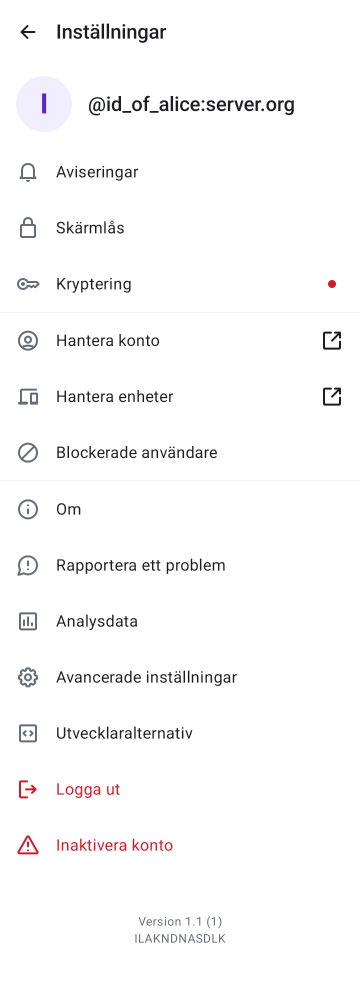 Inställningar
I
@id_of_alice:server.org
Aviseringar
Skärmlås
Kryptering
Hantera konto
Hantera enheter
Blockerade användare
Om
Rapportera ett problem
Analysdata
Avancerade inställningar
Utvecklaralternativ
Logga ut
Inaktivera konto
Version 1.1 (1)
ILAKNDNASDLK